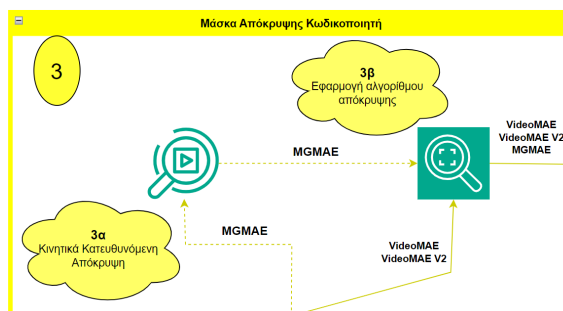 Μάσκα Απόκρυψης Κωδικοποιητή
3
3β
Εφαρμογή αλγορίθμου
απόκρυψης
VideoMAE
VideoMAE V2
MGMAE
MGMAE
3α
Κινητικά Κατευθυνόμενη
Απόκρυψη
MGMAE
VideoMAE
VideoMAE V2